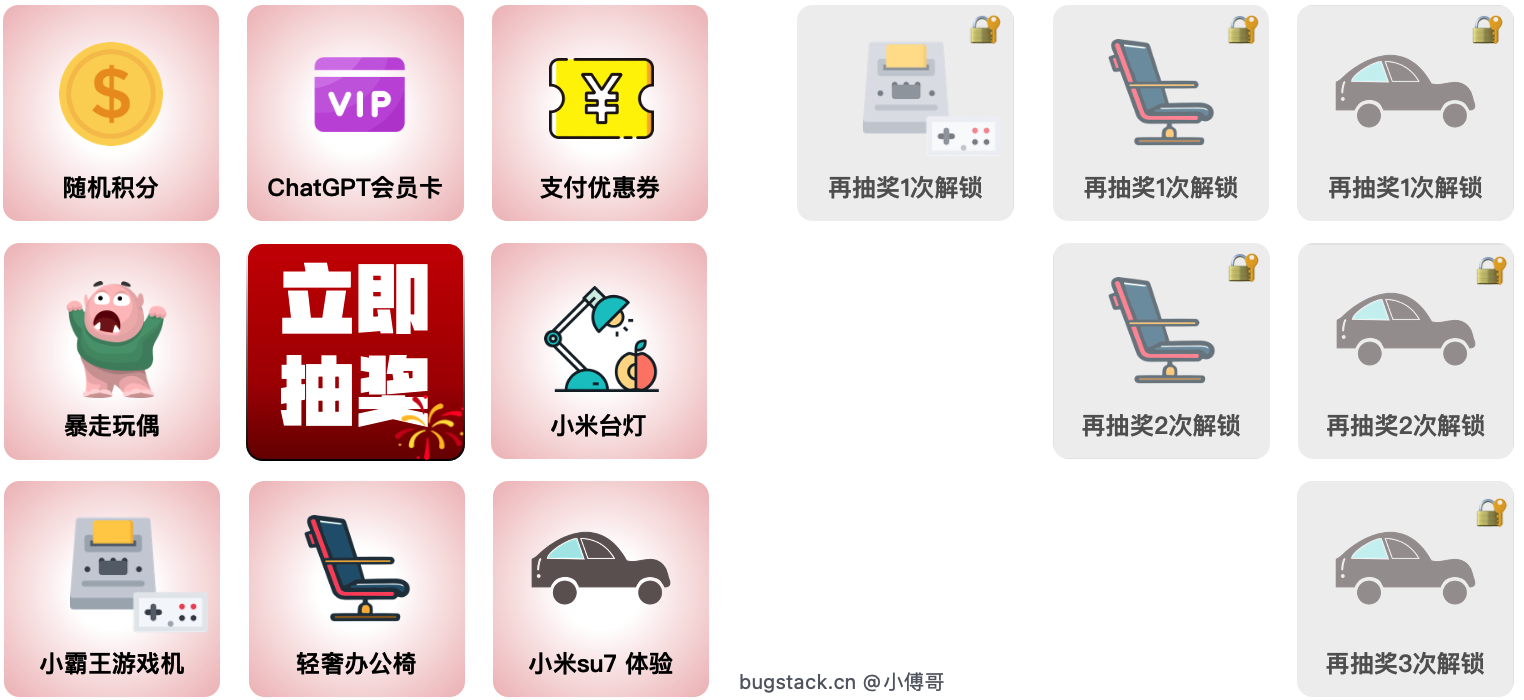 $
随机积分
VIP
ChatGPT会员卡
¥
支付优惠券
再抽奖1次解锁
再抽奖1次解锁
再抽奖1次解锁
暴走玩偶
立即
抽奖
小米台灯
再抽奖2次解锁
再抽奖2次解锁
小霸王游戏机
轻奢办公椅
小米su7 体验
再抽奖3次解锁
bugstack.cn @小傅哥